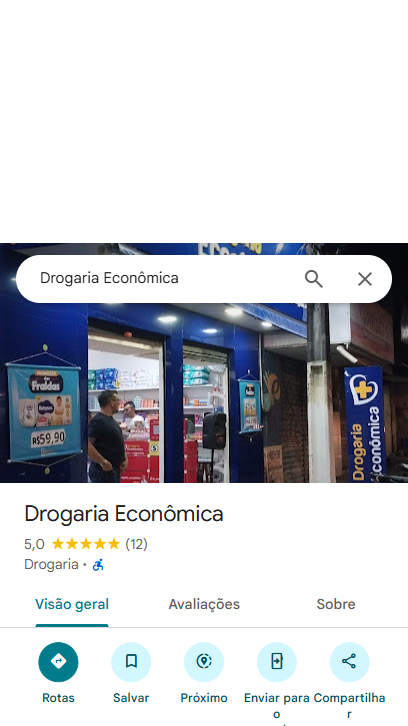 Drogaria Econômica
Fraldas
R$59,90
Drogaria
Econômica
Drogaria Econômica
5,0 (12)
Drogaria ·
Visão geral
Avaliações
Sobre
Rotas
Salvar
Próximo
Enviar para o
Compartilhar